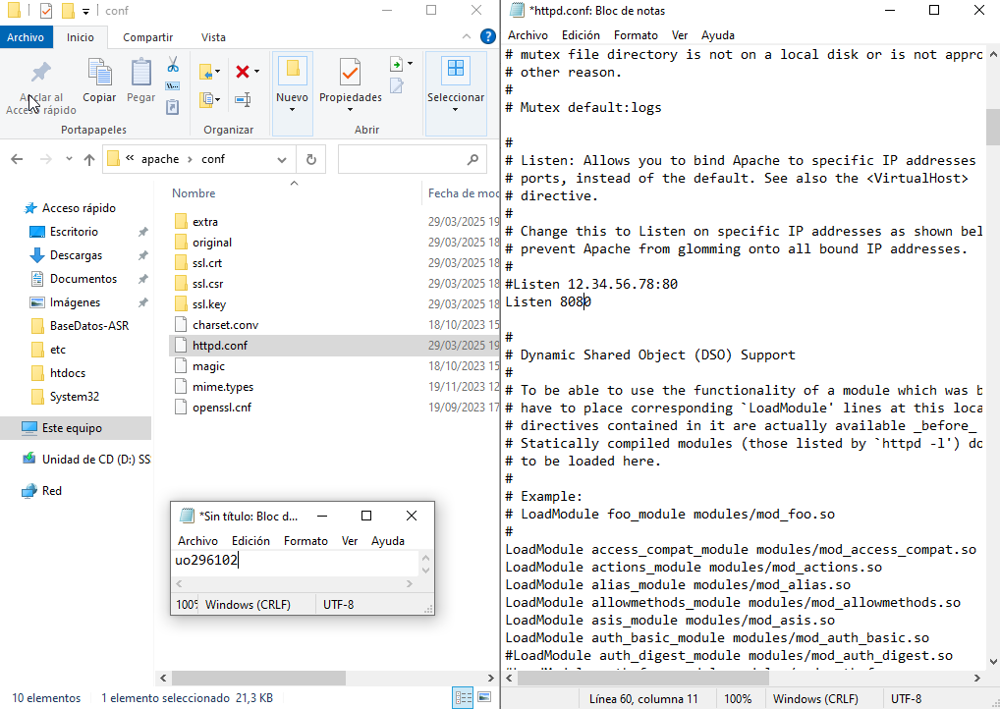 conf
Archivo
Inicio
Compartir
Vista
Anclar al
Acceso rápido
Copiar
Pegar
Portapapeles
Organizar
Nuevo
Propiedades
Abrir
Seleccionar
« apache › conf
Nombre
Fecha de mod
Acceso rápido
Escritorio
Descargas
Documentos
Imágenes
BaseDatos-ASR
etc
htdocs
System32
Este equipo
Unidad de CD (D:) SS
Red
extra 29/03/2025 19
original 29/03/2025 18
ssl.crt 29/03/2025 18
ssl.csr 29/03/2025 18
ssl.key 29/03/2025 18
charset.conv 18/10/2023 15
httpd.conf 29/03/2025 19
magic 18/10/2023 15
mime.types 19/11/2023 12
openssl.cnf 19/09/2023 17
10 elementos
1 elemento seleccionado 21,3 KB
*Sin título: Bloc d...
Archivo Edición Formato Ver Ayuda
uo296102
100% Windows (CRLF) UTF-8
*httpd.conf: Bloc de notas
Archivo Edición Formato Ver Ayuda
# mutex file directory is not on a local disk or is not appro
# other reason.
#
# Mutex default:logs
#
# Listen: Allows you to bind Apache to specific IP addresses
# ports, instead of the default. See also the <VirtualHost>
# directive.
#
# Change this to Listen on specific IP addresses as shown bel
# prevent Apache from glomming onto all bound IP addresses.
#
#Listen 12.34.56.78:80
Listen 8080
#
# Dynamic Shared Object (DSO) Support
#
# To be able to use the functionality of a module which was b
# have to place corresponding `LoadModule' lines at this loca
# directives contained in it are actually available _before_
# Statically compiled modules (those listed by `httpd -l') do
# to be loaded here.
#
# Example:
# LoadModule foo_module modules/mod_foo.so
#
LoadModule access_compat_module modules/mod_access_compat.so
LoadModule actions_module modules/mod_actions.so
LoadModule alias_module modules/mod_alias.so
LoadModule allowmethods_module modules/mod_allowmethods.so
LoadModule asis_module modules/mod_asis.so
LoadModule auth_basic_module modules/mod_auth_basic.so
#LoadModule auth_digest_module modules/mod_auth_digest.so
Línea 60, columna 11 100% Windows (CRLF) UTF-8